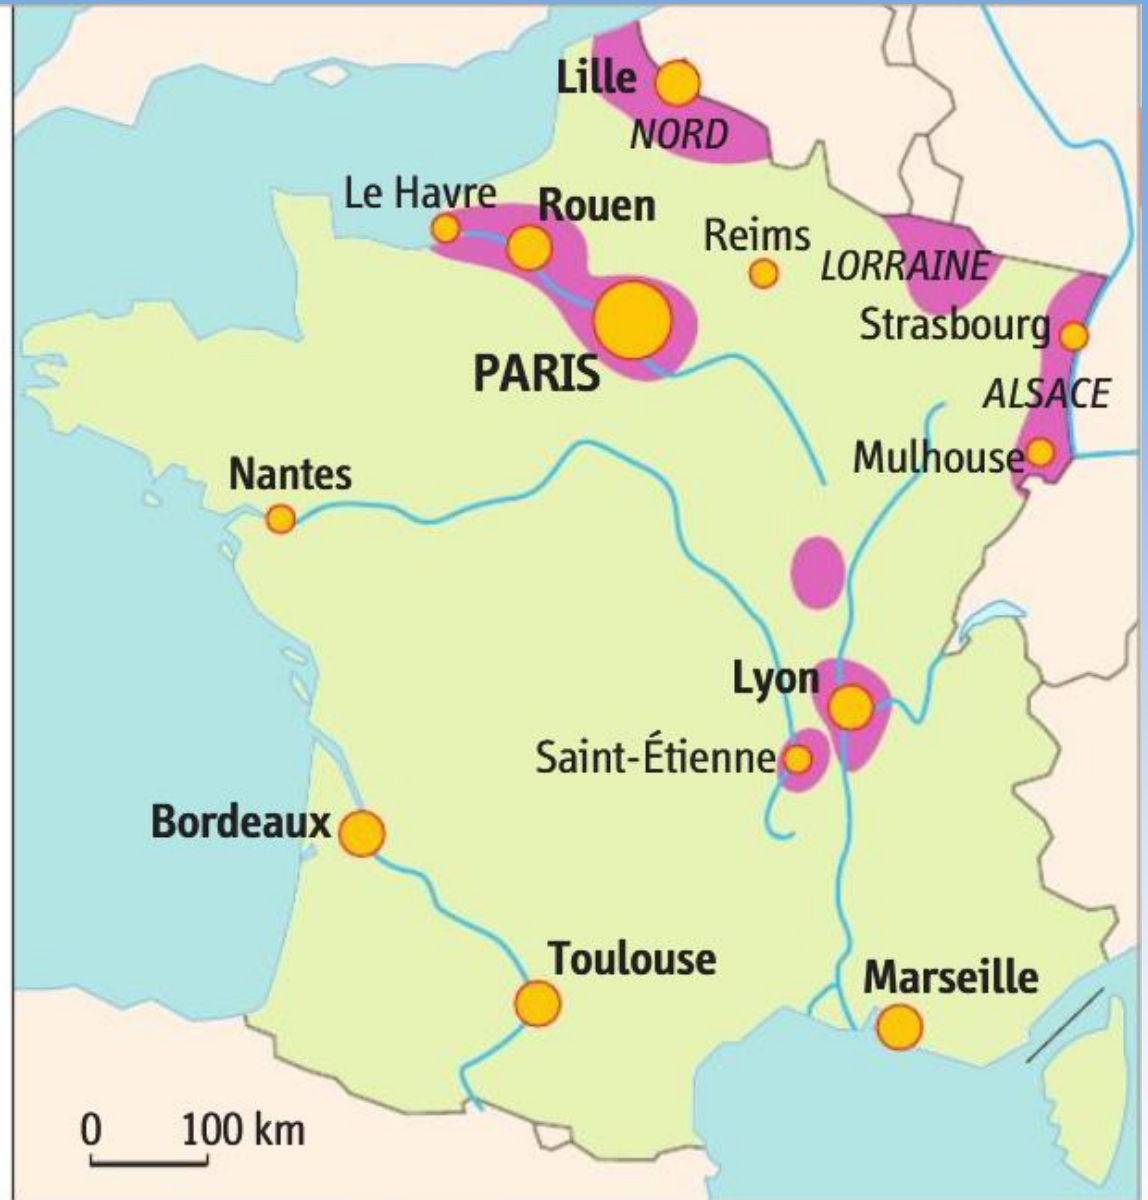 Lille
NORD
Le Havre
Rouen
Reims
LORRAINE
Strasbourg
PARIS
ALSACE
Mulhouse
Nantes
Lyon
Saint-Étienne
Bordeaux
Toulouse
Marseille
0 100 km